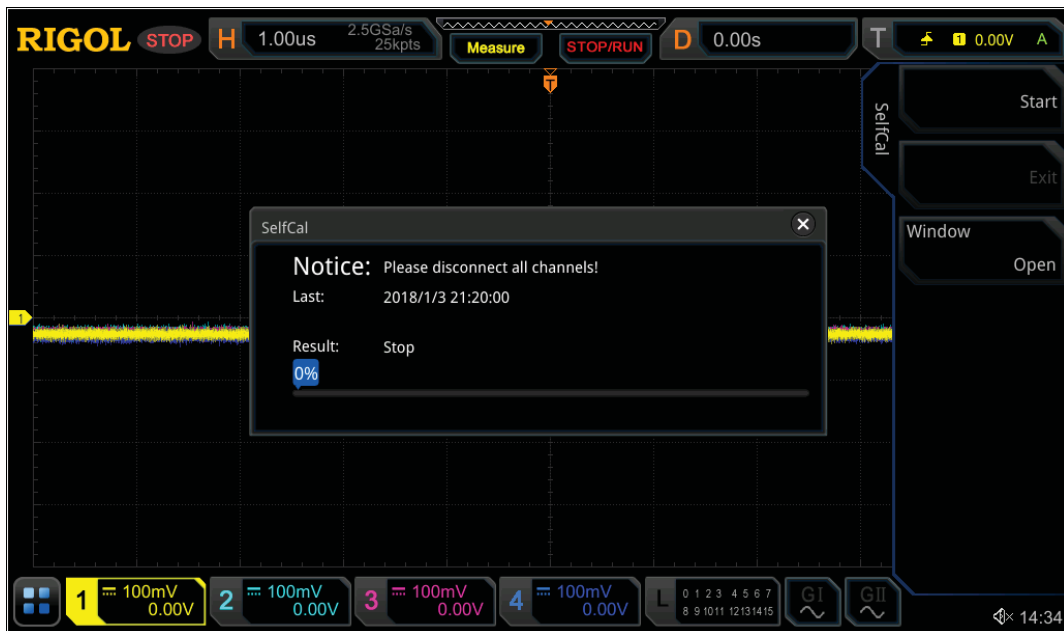 RIGOL STOP H 1.00us 2.5GSa/s 25kpts Measure STOP/RUN D 0.00s T 1 0.00V A
T
SelfCal
Start
Exit
Window
Open
SelfCal
Notice: Please disconnect all channels!
Last: 2018/1/3 21:20:00
Result: Stop
0%
1
1 100mV 0.00V
2 100mV 0.00V
3 100mV 0.00V
4 100mV 0.00V
L 0 1 2 3 4 5 6 7
8 9 10 11 12 13 14 15
GI
GII
14:34